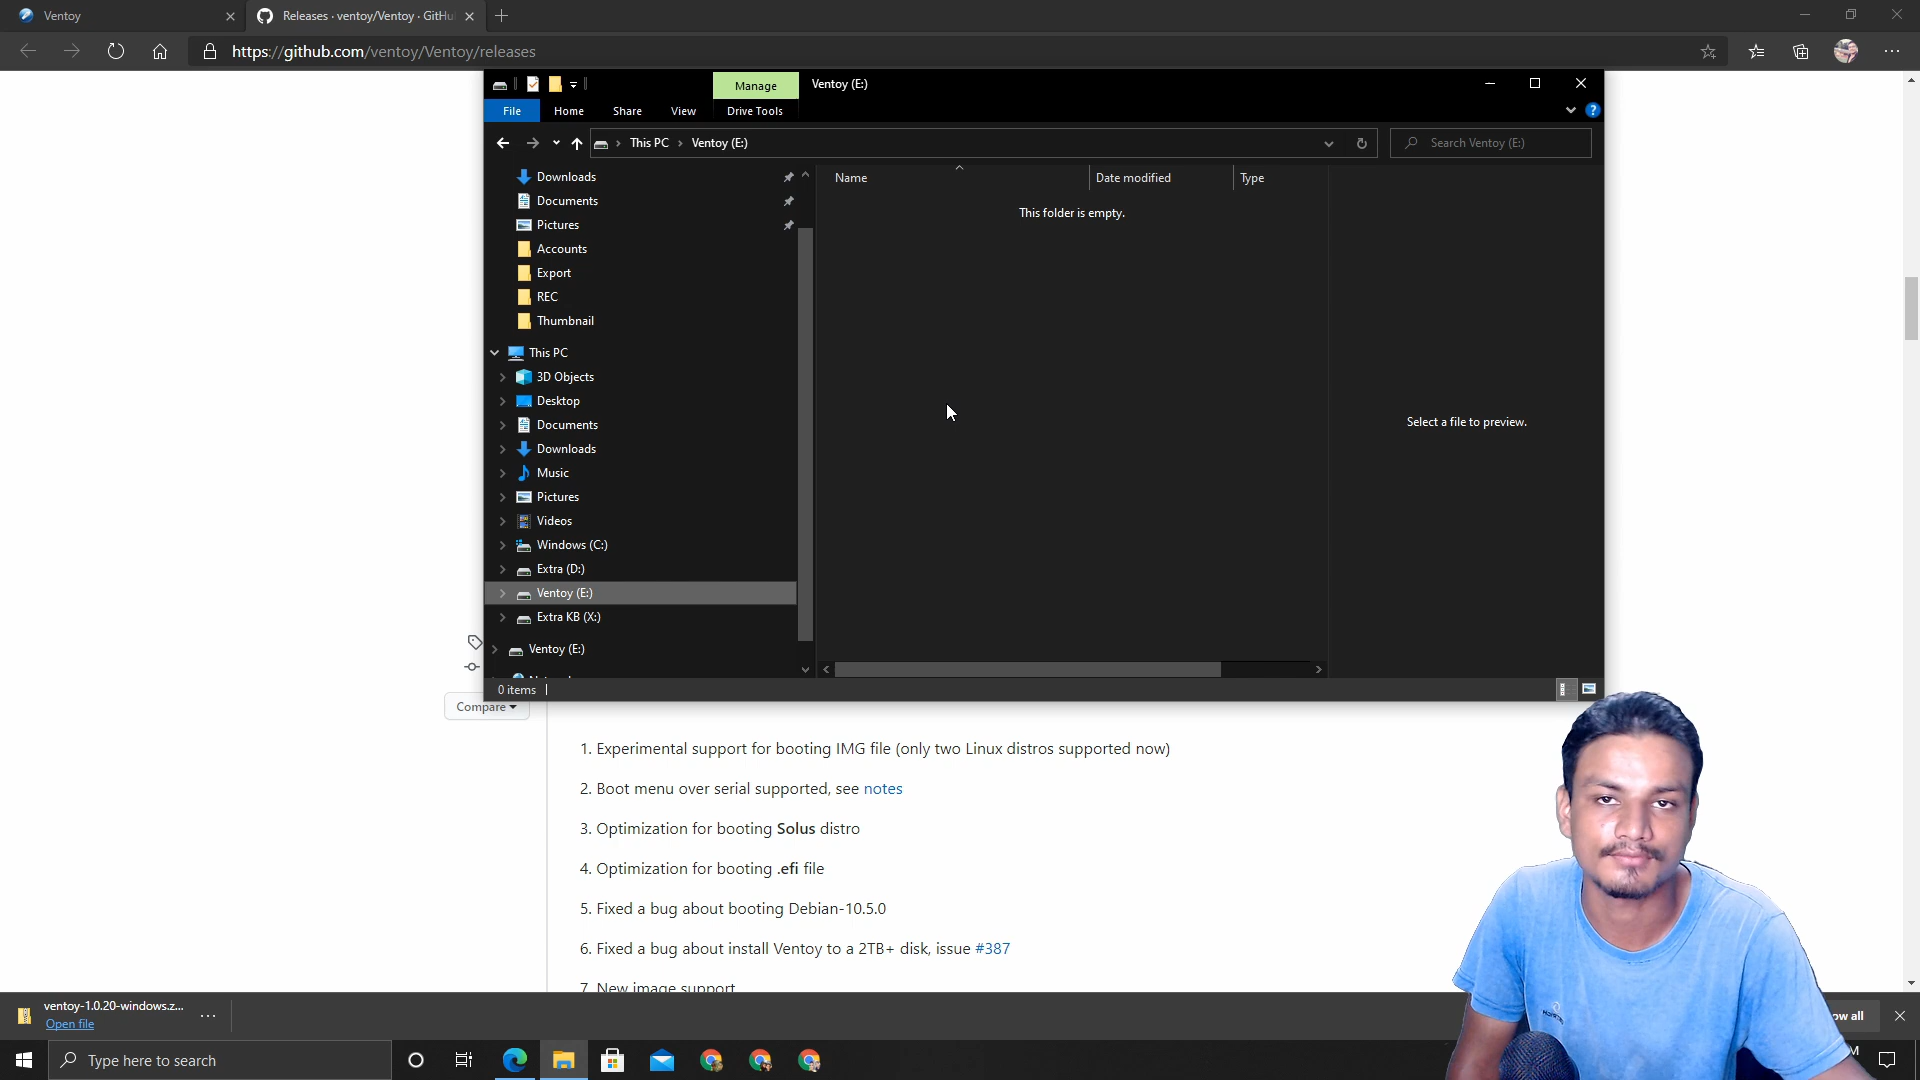 Ventoy
Releases · ventoy/Ventoy · GitHu
https://github.com/ventoy/Ventoy/releases
Manage
Ventoy (E:)
File
Home
Share
View
Drive Tools
This PC
Ventoy (E:)
Search Ventoy (E:)
Name
Date modified
Type
This folder is empty.
Select a file to preview.
Downloads
Documents
Pictures
Accounts
Export
REC
Thumbnail
This PC
3D Objects
Desktop
Documents
Downloads
Music
Pictures
Videos
Windows (C:)
Extra (D:)
Ventoy (E:)
Extra KB (X:)
Ventoy (E:)
0 items
Compare
1. Experimental support for booting IMG file (only two Linux distros supported now)
2. Boot menu over serial supported, see notes
3. Optimization for booting Solus distro
4. Optimization for booting .efi file
5. Fixed a bug about booting Debian-10.5.0
6. Fixed a bug about install Ventoy to a 2TB+ disk, issue #387
7. New image support
ventoy-1.0.20-windows.z...
Open file
ow all
Type here to search